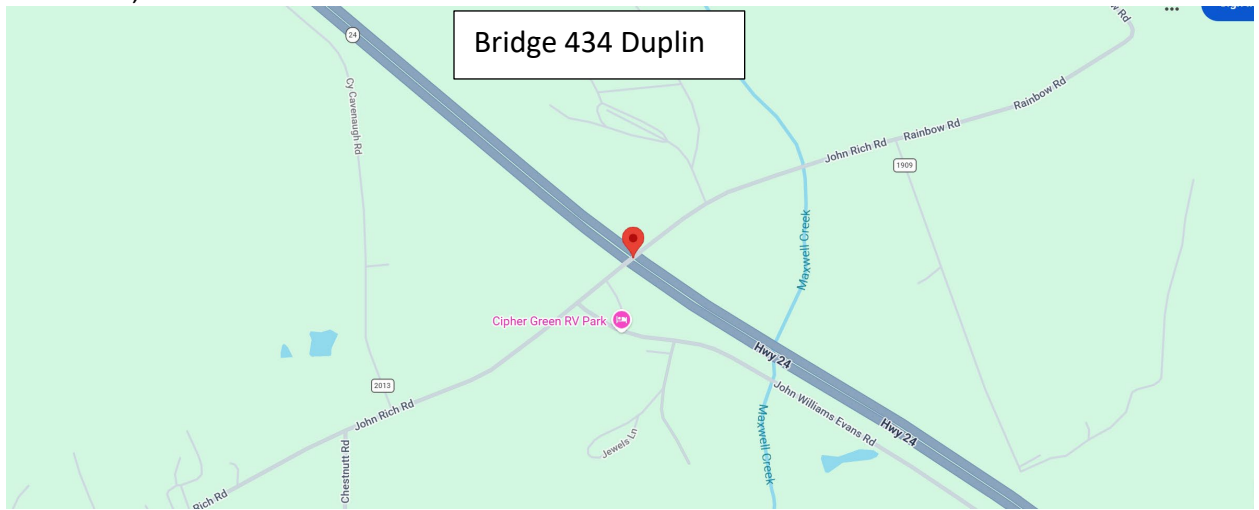 Bridge 434 Duplin
24
Cy Cavenaugh Rd
Rainbow Rd
Rainbow Rd
John Rich Rd
1909
Maxwell Creek
Cipher Green RV Park
Hwy 24
2013
John Rich Rd
John Williams Evans Rd
Hwy 24
Maxwell Creek
Jewels Ln
Chestnutt Rd
Rich Rd